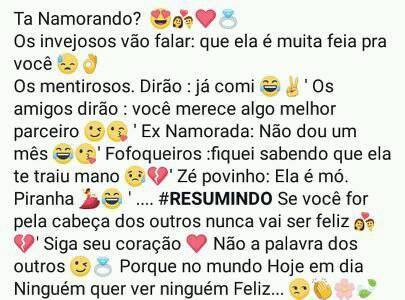 Ta Namorando? 😍💑❤️💍
Os invejosos vão falar: que ela é muita feia pra
você 😓👌
Os mentirosos. Dirão : já comi 😂✌️' Os
amigos dirão : você merece algo melhor
parceiro 😉😘 ' Ex Namorada: Não dou um
mês 😂😘' Fofoqueiros :fiquei sabendo que ela
te traiu mano 😢💔' Zé povinho: Ela é mó.
Piranha 💃😂 ' .... #RESUMINDO Se você for
pela cabeça dos outros nunca vai ser feliz 💑
💔' Siga seu coração ❤️ Não a palavra dos
outros 😉💍 Porque no mundo Hoje em dia
Ninguém quer ver ninguém Feliz... 😒👏🌸🍃